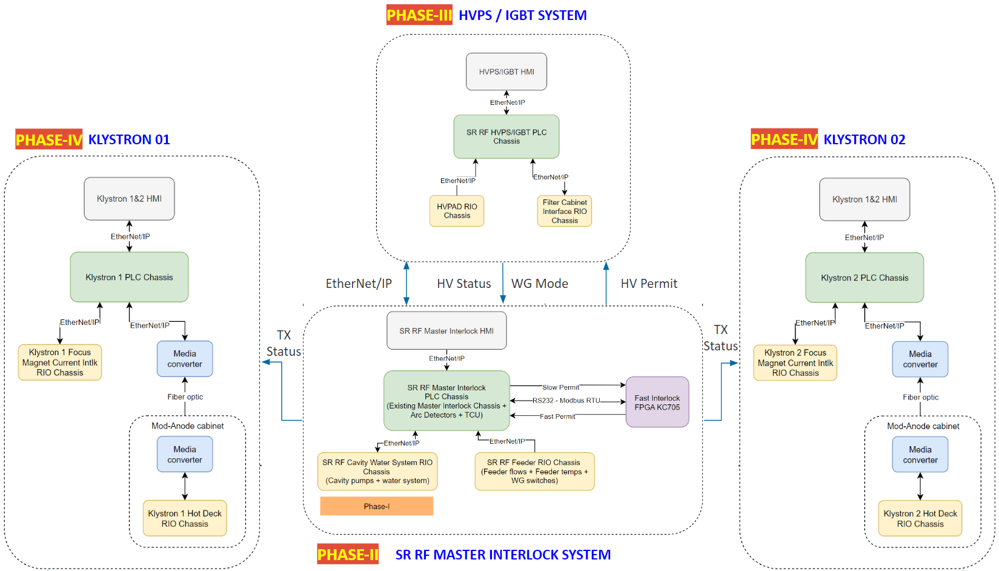 PHASE-III HVPS / IGBT SYSTEM
HVPS/IGBT HMI
EtherNet/IP
SR RF HVPS/IGBT PLC
Chassis
EtherNet/IP
EtherNet/IP
HVPAD RIO
Chassis
Filter Cabinet
Interface RIO
Chassis
PHASE-IV KLYSTRON 01
Klystron 1&2 HMI
EtherNet/IP
Klystron 1 PLC Chassis
EtherNet/IP
EtherNet/IP
Klystron 1 Focus
Magnet Current Intlk
RIO Chassis
Media
converter
Fiber optic
Mod-Anode cabinet
Media
converter
Klystron 1 Hot Deck
RIO Chassis
EtherNet/IP
HV Status
WG Mode
HV Permit
TX
Status
TX
Status
SR RF Master Interlock HMI
EtherNet/IP
SR RF Master Interlock
PLC Chassis
(Existing Master Interlock Chassis +
Arc Detectors + TCU)
Slow Permit
RS232 - Modbus RTU
Fast Permit
Fast Interlock
FPGA KC705
EtherNet/IP
EtherNet/IP
SR RF Cavity Water System RIO
Chassis
(Cavity pumps + water system)
SR RF Feeder RIO Chassis
(Feeder flows + Feeder temps +
WG switches)
Phase-I
PHASE-II SR RF MASTER INTERLOCK SYSTEM
PHASE-IV KLYSTRON 02
Klystron 1&2 HMI
EtherNet/IP
Klystron 2 PLC Chassis
EtherNet/IP
EtherNet/IP
Klystron 2 Focus
Magnet Current Intlk
RIO Chassis
Media
converter
Fiber optic
Mod-Anode cabinet
Media
converter
Klystron 2 Hot Deck
RIO Chassis